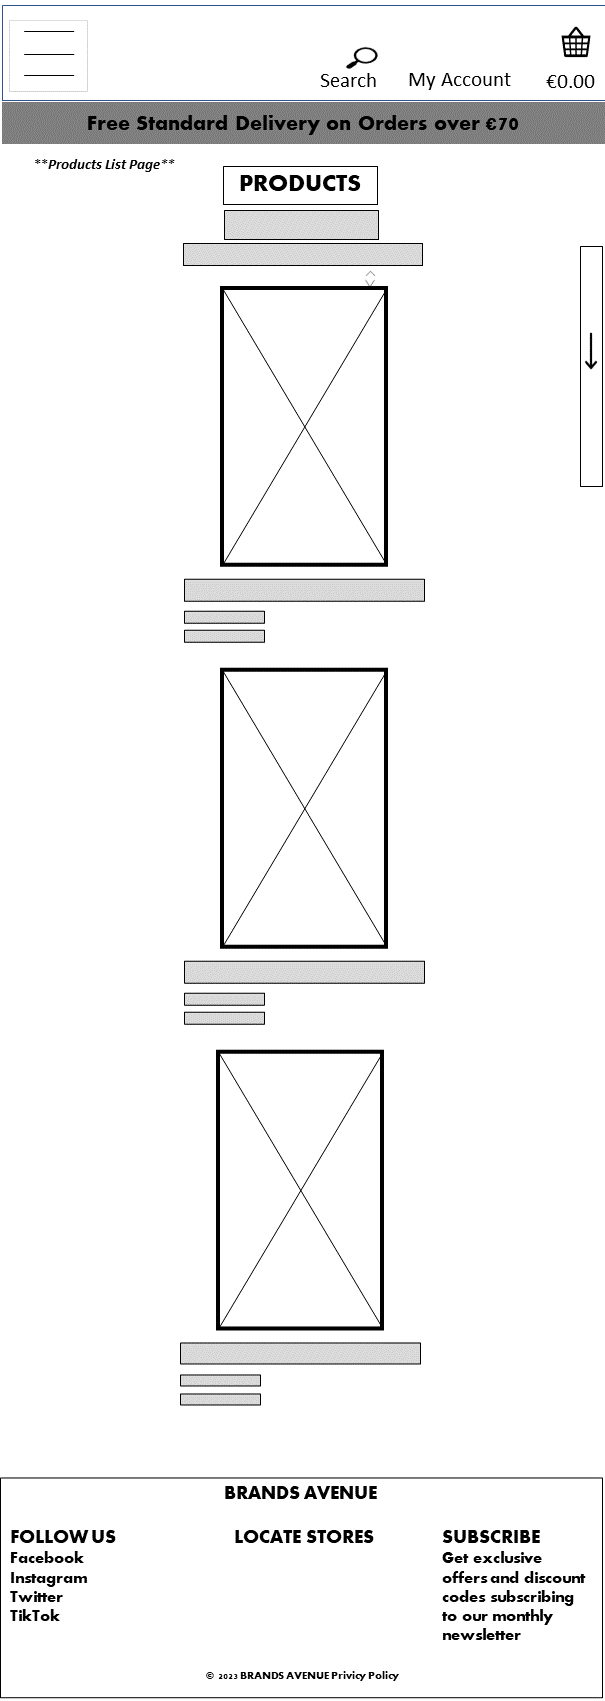 Search
My Account
€0.00
Free Standard Delivery on Orders over €70
**Products List Page**
PRODUCTS
BRANDS AVENUE
FOLLOW US
Facebook
Instagram
Twitter
TikTok
LOCATE STORES
SUBSCRIBE
Get exclusive
offers and discount
codes subscribing
to our monthly
newsletter
© 2023 BRANDS AVENUE Privicy Policy